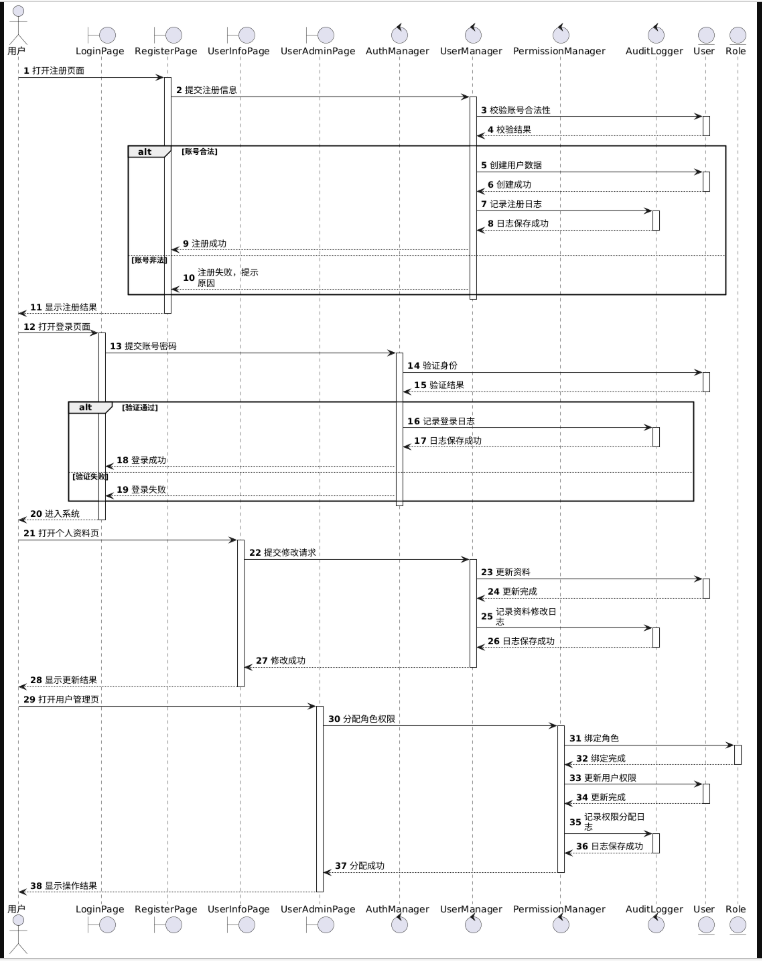 用户 LoginPage RegisterPage UserInfoPage UserAdminPage AuthManager UserManager PermissionManager AuditLogger User Role
1 打开注册页面
2 提交注册信息
3 校验账号合法性
4 校验结果
alt [账号合法]
5 创建用户数据
6 创建成功
7 记录注册日志
8 日志保存成功
9 注册成功
[账号非法]
10 注册失败，提示
原因
11 显示注册结果
12 打开登录页面
13 提交账号密码
14 验证身份
15 验证结果
alt [验证通过]
16 记录登录日志
17 日志保存成功
18 登录成功
[验证失败]
19 登录失败
20 进入系统
21 打开个人资料页
22 提交修改请求
23 更新资料
24 更新完成
25 记录资料修改日
志
26 日志保存成功
27 修改成功
28 显示更新结果
29 打开用户管理页
30 分配角色权限
31 绑定角色
32 绑定完成
33 更新用户权限
34 更新完成
35 记录权限分配日
志
36 日志保存成功
37 分配成功
38 显示操作结果
用户 LoginPage RegisterPage UserInfoPage UserAdminPage AuthManager UserManager PermissionManager AuditLogger User Role